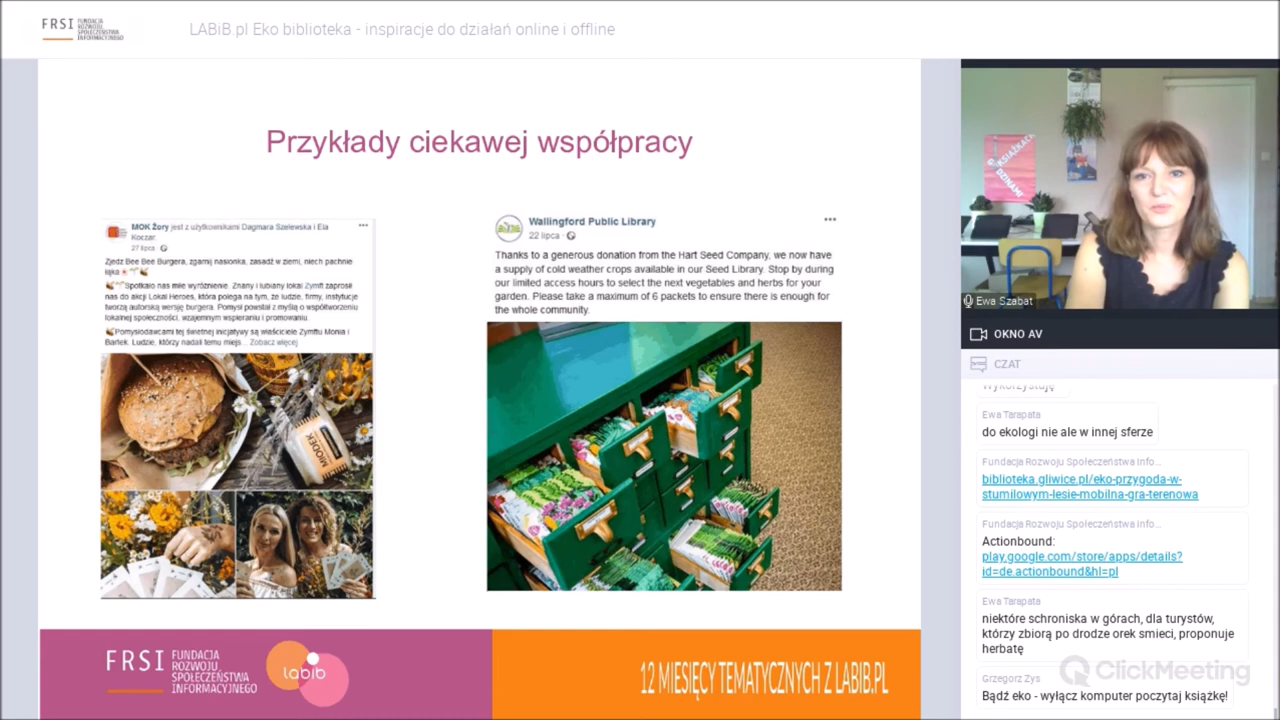 FRSI
FUNDACJA
ROZWOJU
SPOŁECZEŃSTWA
INFORMACYJNEGO
LABiB.pl Eko biblioteka - inspiracje do działań online i offline
Przykłady ciekawej współpracy
MOK Żory jest z użytkownikami Dagmara Szelewska i Ela
Koczar.
27 lipca
Zjedz Bee Bee Burgera, zgarnij nasionka, zasadź w ziemi, niech pachnie
łąka
Spotkało nas miłe wyróżnienie. Znany i lubiany lokal Zymft zaprosił
nas do akcji Lokal Heroes, która polega na tym, że ludzie, firmy, instytucje
tworzą autorską wersję burgera. Pomysł powstał z myślą o współtworzeniu
lokalnej społeczności, wzajemnym wspieraniu i promowaniu.
Pomysłodawcami tej świetnej inicjatywy są właściciele Zymftu Monia i
Bartek. Ludzie, którzy nadali temu miejs... Zobacz więcej
MIODEK
Wallingford Public Library
22 lipca
Thanks to a generous donation from the Hart Seed Company, we now have
a supply of cold weather crops available in our Seed Library. Stop by during
our limited access hours to select the next vegetables and herbs for your
garden. Please take a maximum of 6 packets to ensure there is enough for
the whole community.
FRSI
FUNDACJA
ROZWOJU
SPOŁECZEŃSTWA
INFORMACYJNEGO
labib
12 MIESIĘCY TEMATYCZNYCH Z LABIB.PL
Ewa Szabat
OKNO AV
CZAT
Wykorzystuję
Ewa Tarapata
do ekologi nie ale w innej sferze
Fundacja Rozwoju Społeczeństwa Info...
biblioteka.gliwice.pl/eko-przygoda-w-
stumilowym-lesie-mobilna-gra-terenowa
Fundacja Rozwoju Społeczeństwa Info...
Actionbound:
play.google.com/store/apps/details?
id=de.actionbound&hl=pl
Ewa Tarapata
niektóre schroniska w górach, dla turystów,
którzy zbiorą po drodze orek smieci, proponuje
herbatę
ClickMeeting
Grzegorz Zys
Bądź eko - wyłącz komputer poczytaj książkę!